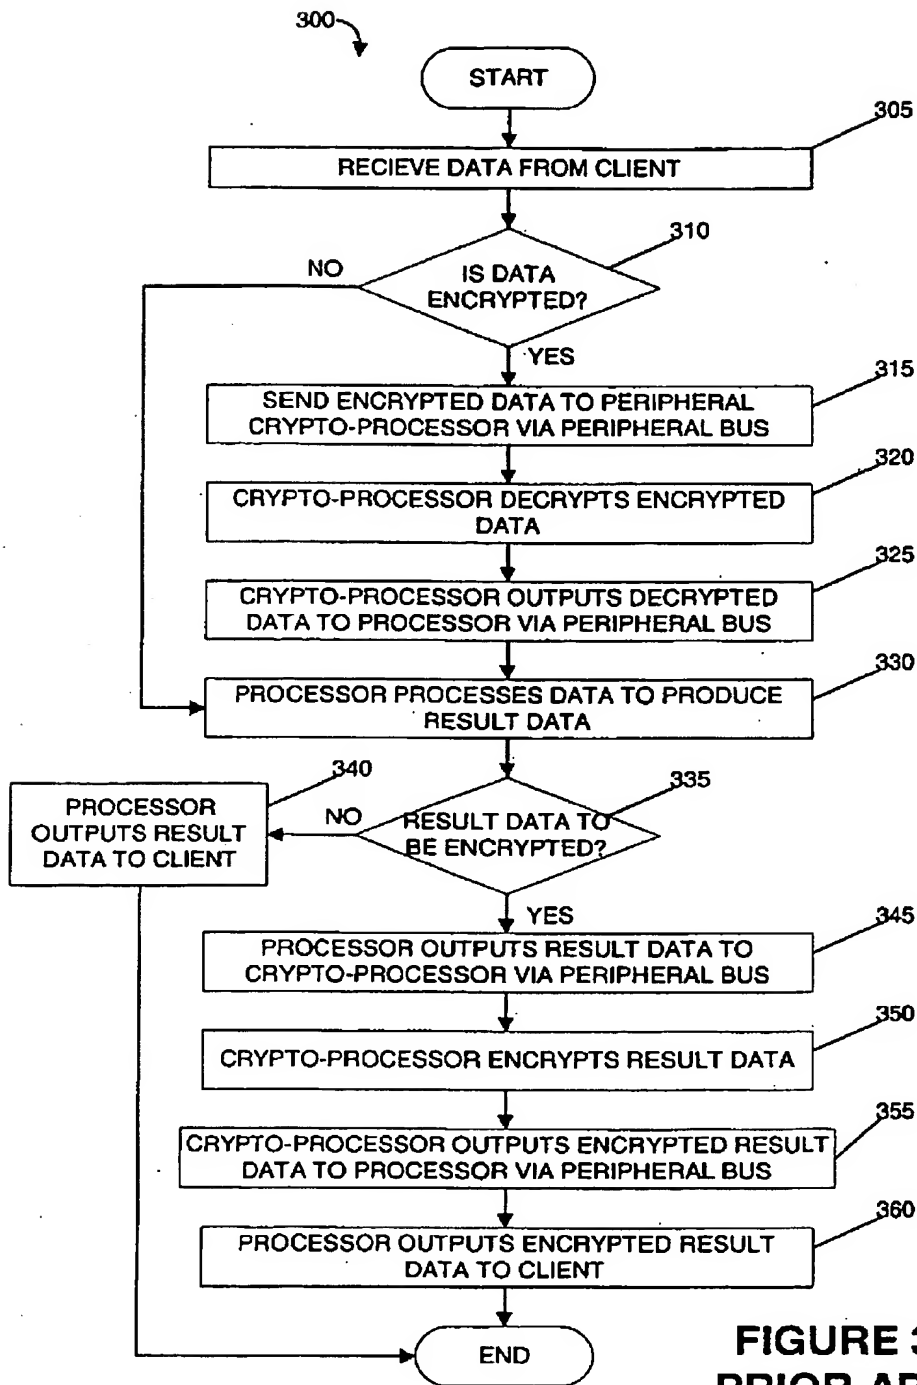 300
START
305
RECIEVE DATA FROM CLIENT
310
NO
IS DATA
ENCRYPTED?
YES
315
SEND ENCRYPTED DATA TO PERIPHERAL
CRYPTO-PROCESSOR VIA PERIPHERAL BUS
320
CRYPTO-PROCESSOR DECRYPTS ENCRYPTED
DATA
325
CRYPTO-PROCESSOR OUTPUTS DECRYPTED
DATA TO PROCESSOR VIA PERIPHERAL BUS
330
PROCESSOR PROCESSES DATA TO PRODUCE
RESULT DATA
340
335
PROCESSOR
OUTPUTS RESULT
DATA TO CLIENT
NO
RESULT DATA TO
BE ENCRYPTED?
YES
345
PROCESSOR OUTPUTS RESULT DATA TO
CRYPTO-PROCESSOR VIA PERIPHERAL BUS
350
CRYPTO-PROCESSOR ENCRYPTS RESULT DATA
355
CRYPTO-PROCESSOR OUTPUTS ENCRYPTED RESULT
DATA TO PROCESSOR VIA PERIPHERAL BUS
360
PROCESSOR OUTPUTS ENCRYPTED RESULT
DATA TO CLIENT
END
FIGURE 3
PRIOR